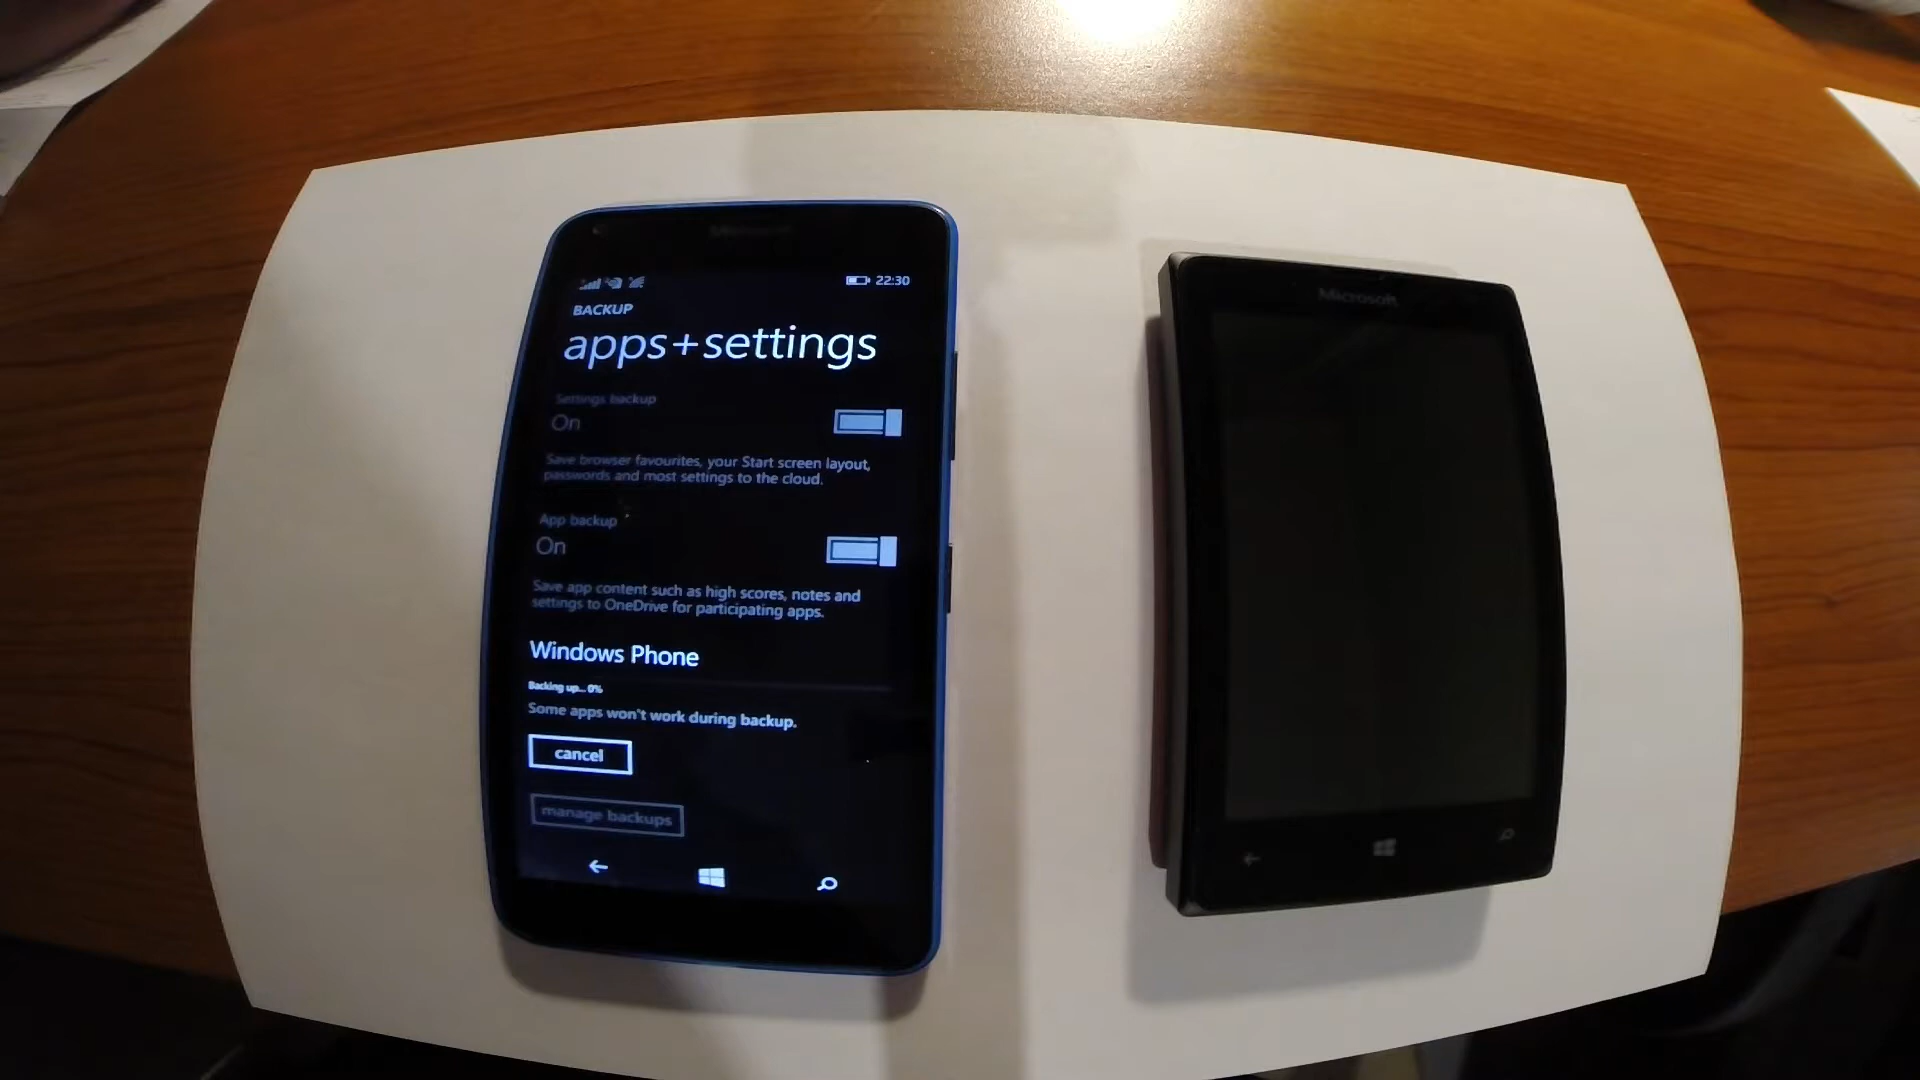 Microsoft
22:30
BACKUP
apps+settings
Settings backup
On
Save browser favourites, your Start screen layout,
passwords and most settings to the cloud.
App backup
On
Save app content such as high scores, notes and
settings to OneDrive for participating apps.
Windows Phone
Backing up... 0%
Some apps won't work during backup.
cancel
manage backups
Microsoft